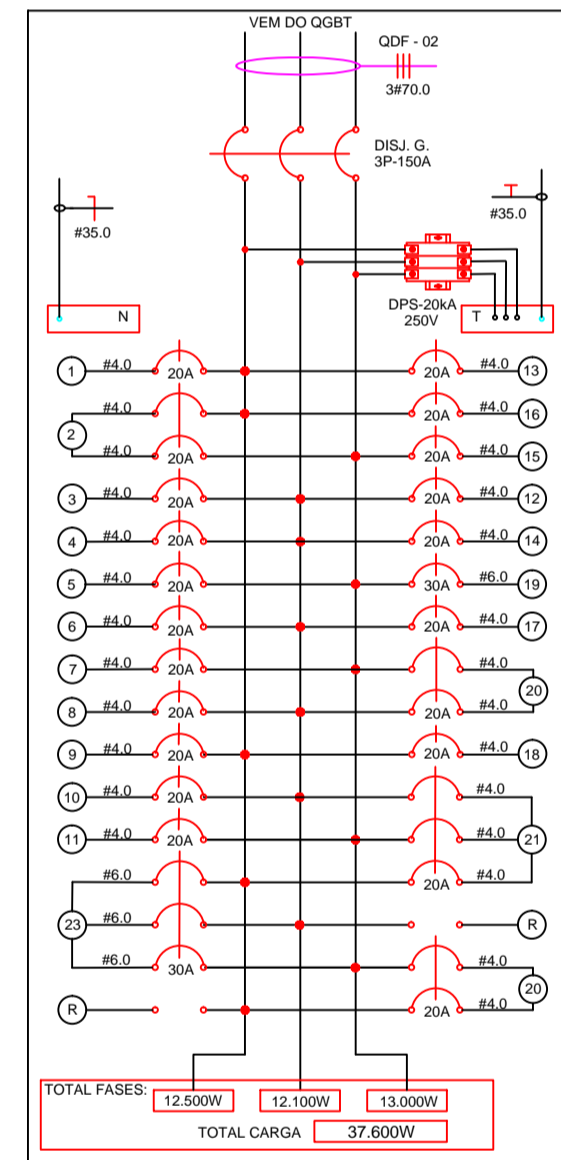 VEM DO QGBT
QDF - 02
3#70.0
DISJ. G.
3P-150A
#35.0
#35.0
DPS-20kA
250V
N
T
1 #4.0 20A 20A #4.0 13
#4.0 20A #4.0 16
2
#4.0 20A 20A #4.0 15
3 #4.0 20A 20A #4.0 12
4 #4.0 20A 20A #4.0 14
5 #4.0 20A 30A #6.0 19
6 #4.0 20A 20A #4.0 17
7 #4.0 20A #4.0
20
8 #4.0 20A 20A #4.0
9 #4.0 20A 20A #4.0 18
10 #4.0 20A #4.0
11 #4.0 20A #4.0 21
#6.0 20A #4.0
23 #6.0 R
#6.0 30A #4.0
20
R 20A #4.0
TOTAL FASES:
12.500W 12.100W 13.000W
TOTAL CARGA 37.600W